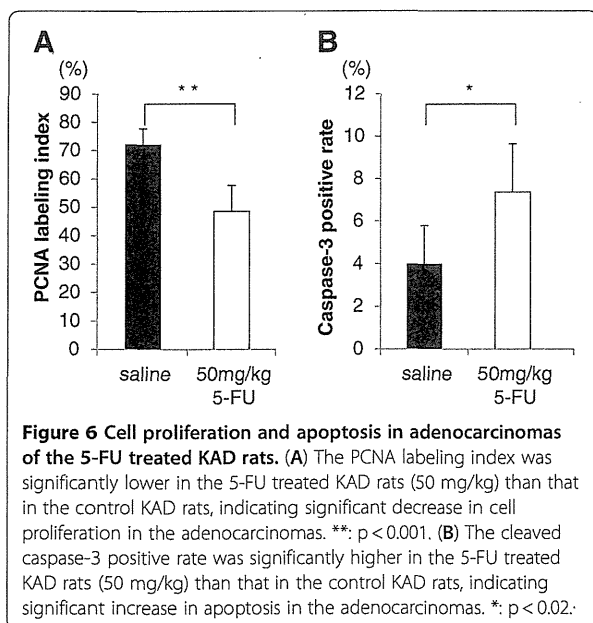 A
B
(%)
(%)
90
80
70
60
50
40
30
20
10
0
PCNA labeling index
**
saline
50mg/kg
5-FU
12
10
8
6
4
2
0
Caspase-3 positive rate
*
saline
50mg/kg
5-FU
Figure 6 Cell proliferation and apoptosis in adenocarcinomas
of the 5-FU treated KAD rats. (A) The PCNA labeling index was
significantly lower in the 5-FU treated KAD rats (50 mg/kg) than that
in the control KAD rats, indicating significant decrease in cell
proliferation in the adenocarcinomas. **: p < 0.001. (B) The cleaved
caspase-3 positive rate was significantly higher in the 5-FU treated
KAD rats (50 mg/kg) than that in the control KAD rats, indicating
significant increase in apoptosis in the adenocarcinomas. *: p < 0.02.